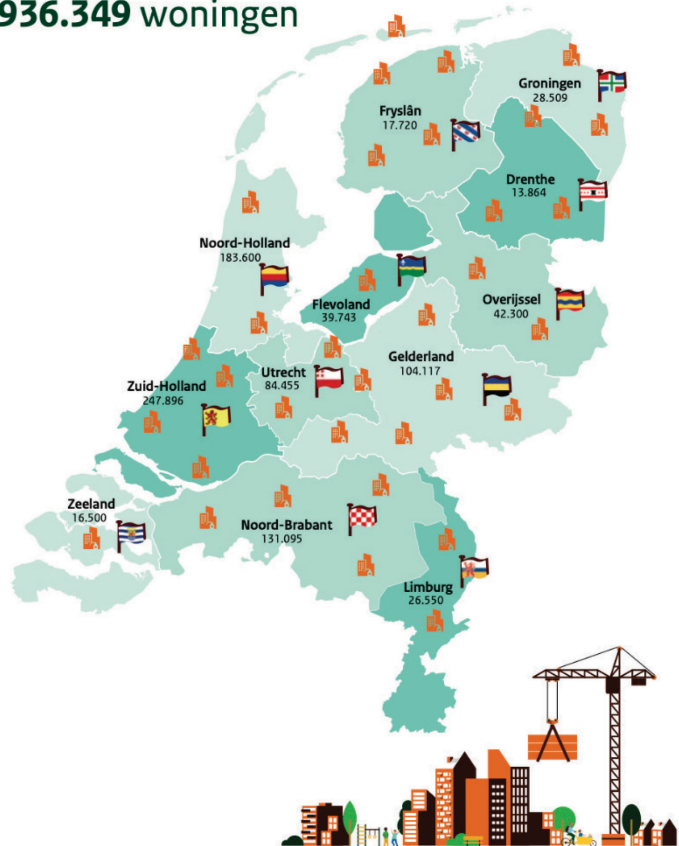 936.349 woningen
Groningen
28.509
Fryslân
17.720
Drenthe
13.864
Noord-Holland
183.600
Flevoland
39.743
Overijssel
42.300
Gelderland
104.117
Utrecht
84.455
Zuid-Holland
247.896
Zeeland
16.500
Noord-Brabant
131.095
Limburg
26.550